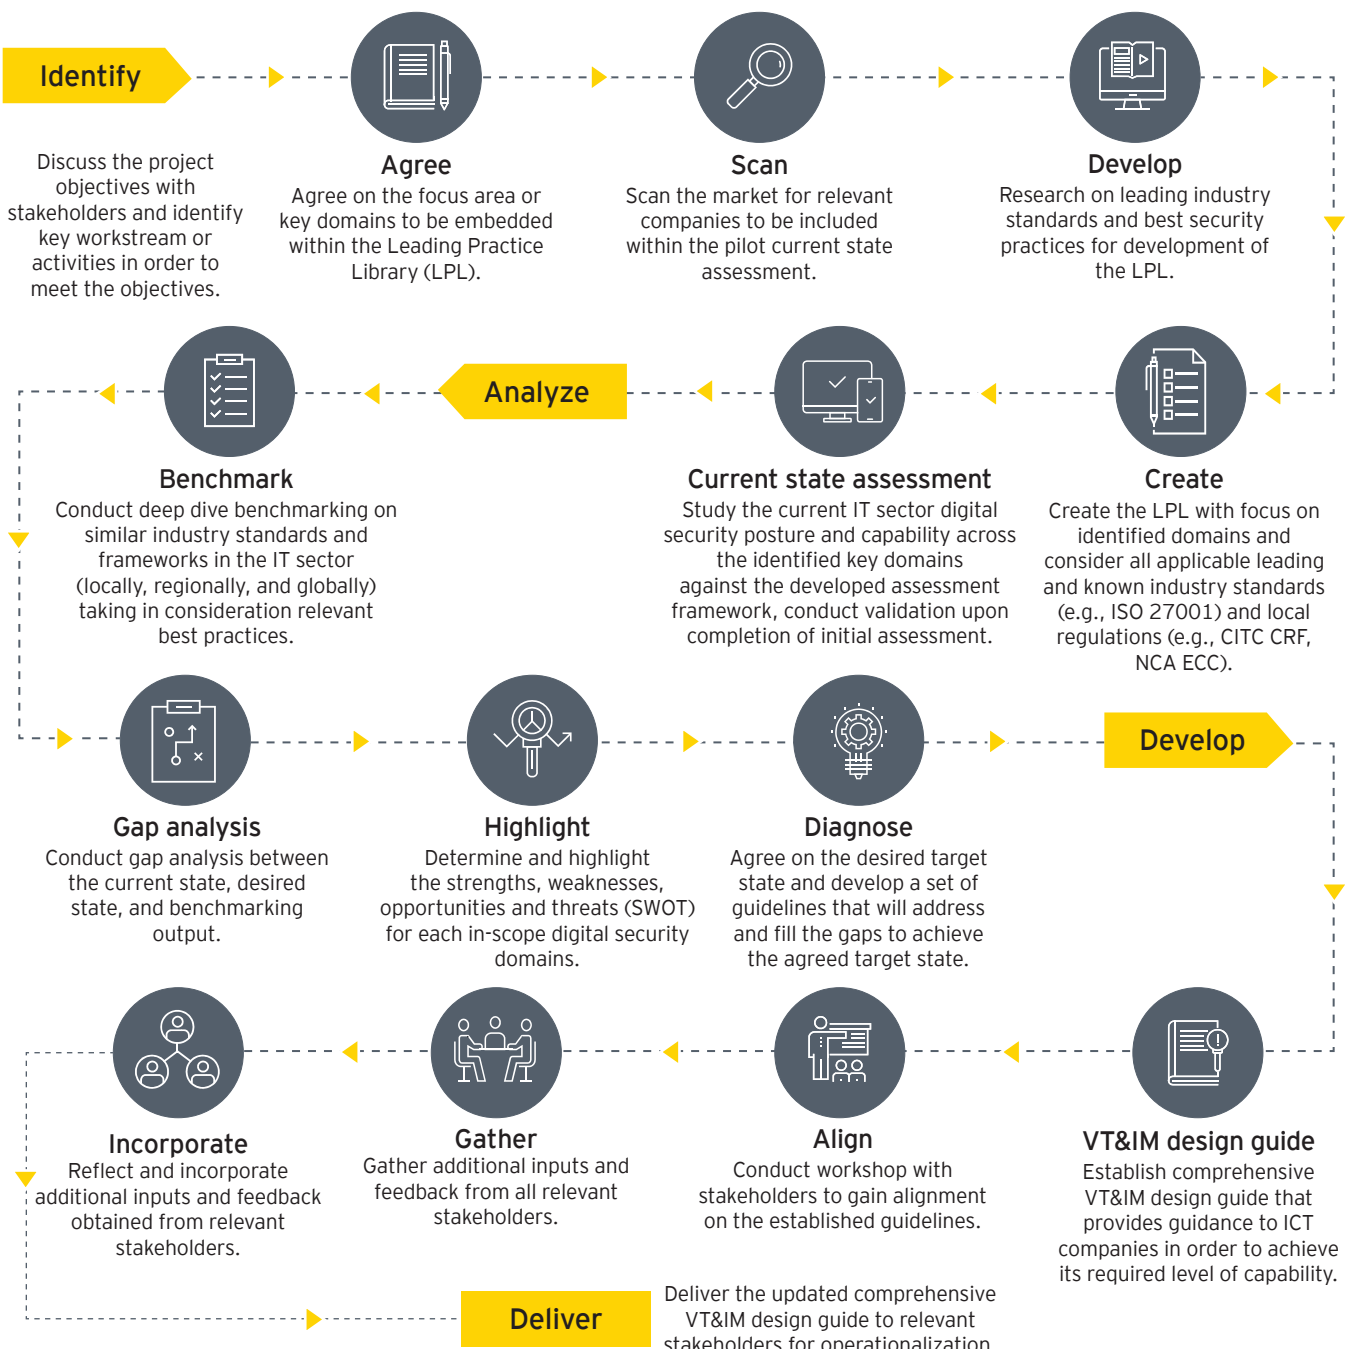 Identify
Discuss the project
objectives with
stakeholders and identify
key workstream or
activities in order to
meet the objectives.
Agree
Agree on the focus area or
key domains to be embedded
within the Leading Practice
Library (LPL).
Scan
Scan the market for relevant
companies to be included
within the pilot current state
assessment.
Develop
Research on leading industry
standards and best security
practices for development of
the LPL.
Create
Create the LPL with focus on
identified domains and
consider all applicable leading
and known industry standards
(e.g., ISO 27001) and local
regulations (e.g., CITC CRF,
NCA ECC).
Current state assessment
Study the current IT sector digital
security posture and capability across
the identified key domains
against the developed assessment
framework, conduct validation upon
completion of initial assessment.
Analyze
Benchmark
Conduct deep dive benchmarking on
similar industry standards and
frameworks in the IT sector
(locally, regionally, and globally)
taking in consideration relevant
best practices.
Gap analysis
Conduct gap analysis between
the current state, desired
state, and benchmarking
output.
Highlight
Determine and highlight
the strengths, weaknesses,
opportunities and threats (SWOT)
for each in-scope digital security
domains.
Diagnose
Agree on the desired target
state and develop a set of
guidelines that will address
and fill the gaps to achieve
the agreed target state.
Develop
VT&IM design guide
Establish comprehensive
VT&IM design guide that
provides guidance to ICT
companies in order to achieve
its required level of capability.
Align
Conduct workshop with
stakeholders to gain alignment
on the established guidelines.
Gather
Gather additional inputs and
feedback from all relevant
stakeholders.
Incorporate
Reflect and incorporate
additional inputs and feedback
obtained from relevant
stakeholders.
Deliver
Deliver the updated comprehensive
VT&IM design guide to relevant
stakeholders for operationalization